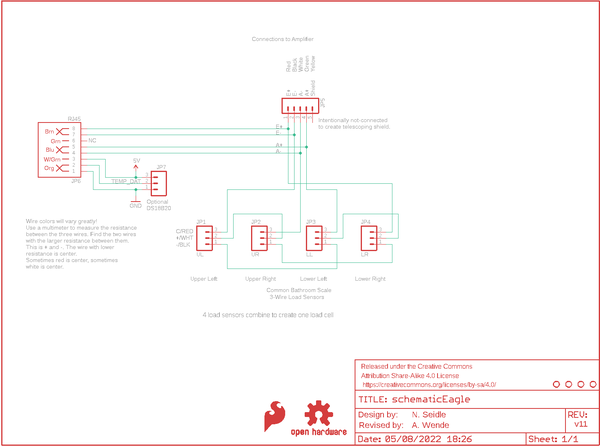 Connections to Amplifier
Red
Black
White
Green
Yellow
E+
E-
A-
A+
Shield
JP5
Intentionally not-connected
to create telescoping shield.
E+
E-
A+
A-
RJ45
Brn
Grn
Blu
W/Grn
Org
8
7
6
5
4
3
2
1
NC
JP6
5V
JP7
TEMP_DAT
GND
Optional
DS18B20
Wire colors will vary greatly!
Use a multimeter to measure the resistance
between the three wires. Find the two wires
with the larger resistance between them.
This is + and -. The wire with lower
resistance is center.
Sometimes red is center, sometimes
white is center.
JP1
JP2
JP3
JP4
C/RED
+/WHT
-/BLK
UL
UR
LL
LR
Upper Left
Upper Right
Lower Left
Lower Right
Common Bathroom Scale
3-Wire Load Sensors
4 load sensors combine to create one load cell
Released under the Creative Commons
Attribution Share-Alike 4.0 License
https://creativecommons.org/licenses/by-sa/4.0/
TITLE: schematicEagle
Design by: N. Seidle
Revised by: A. Wende
REV:
v11
Date: 05/08/2022 18:26
Sheet: 1/1
open hardware